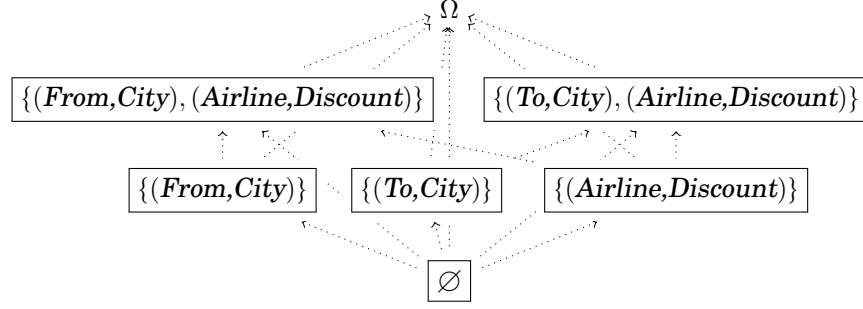 Ω
{(From,City), (Airline,Discount)} {(To,City), (Airline,Discount)}
{(From,City)} {(To,City)} {(Airline,Discount)}
∅